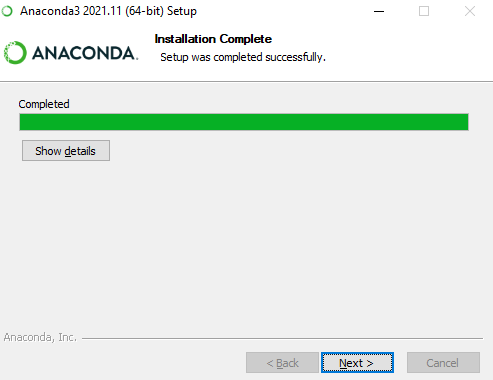 Anaconda3 2021.11 (64-bit) Setup
ANACONDA.
Installation Complete
Setup was completed successfully.
Completed
Show details
Anaconda, Inc.
< Back
Next >
Cancel